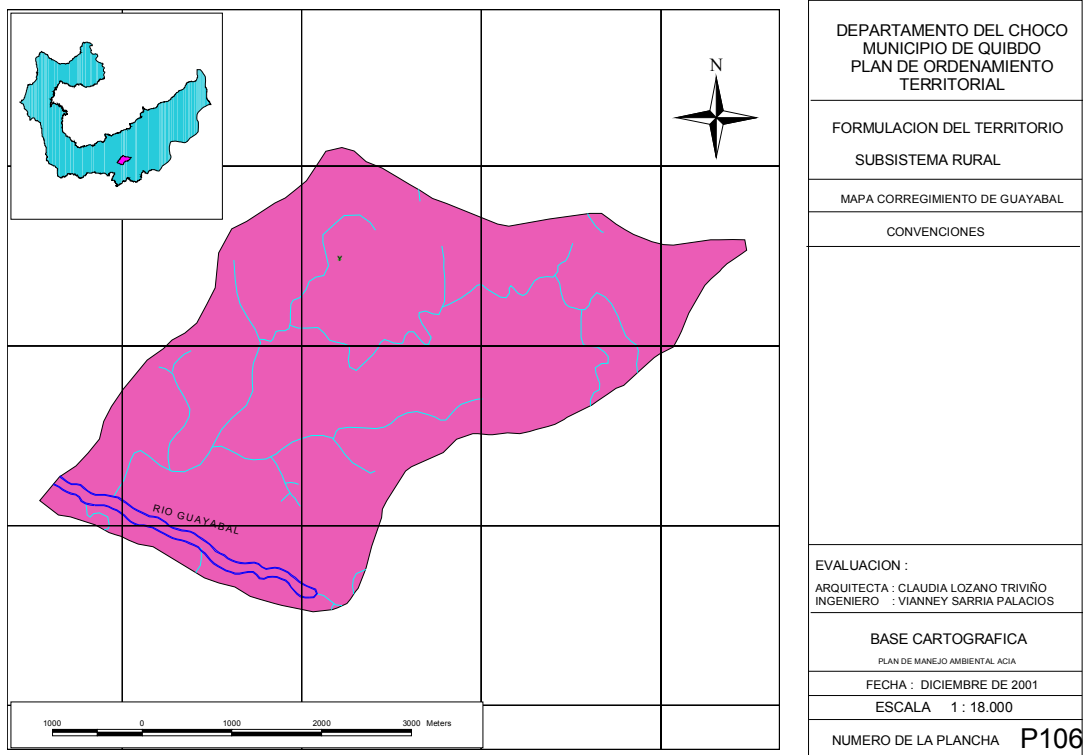 N
Y
RIO GUAYABAL
1000 0 1000 2000 3000 Meters
DEPARTAMENTO DEL CHOCO
MUNICIPIO DE QUIBDO
PLAN DE ORDENAMIENTO
TERRITORIAL
FORMULACION DEL TERRITORIO
SUBSISTEMA RURAL
MAPA CORREGIMIENTO DE GUAYABAL
CONVENCIONES
EVALUACION :
ARQUITECTA : CLAUDIA LOZANO TRIVIÑO
INGENIERO : VIANNEY SARRIA PALACIOS
BASE CARTOGRAFICA
PLAN DE MANEJO AMBIENTAL ACIA
FECHA : DICIEMBRE DE 2001
ESCALA 1 : 18.000
NUMERO DE LA PLANCHA P106